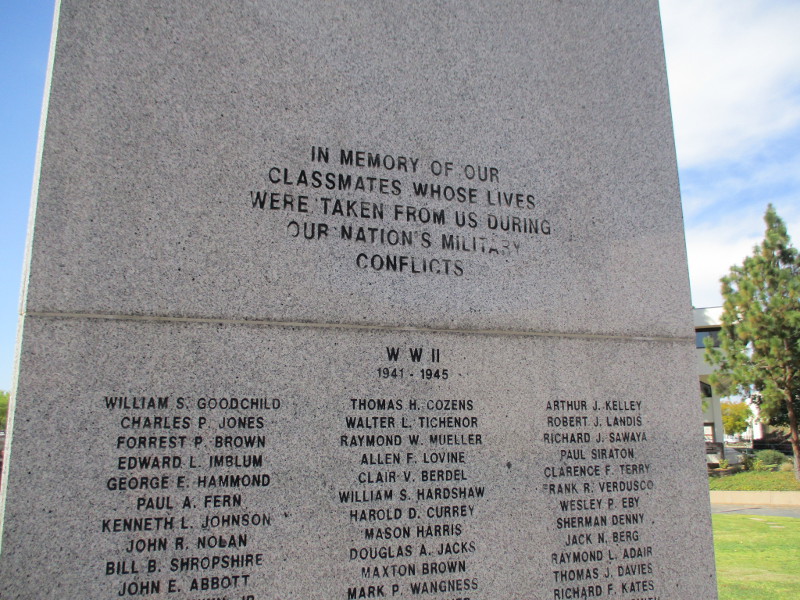 IN MEMORY OF OUR
CLASSMATES WHOSE LIVES
WERE TAKEN FROM US DURING
OUR NATION'S MILITARY
CONFLICTS
W W II
1941 - 1945
WILLIAM S. GOODCHILD
CHARLES P. JONES
FORREST P. BROWN
EDWARD L. IMBLUM
GEORGE E. HAMMOND
PAUL A. FERN
KENNETH L. JOHNSON
JOHN R. NOLAN
BILL B. SHROPSHIRE
JOHN E. ABBOTT
THOMAS H. COZENS
WALTER L. TICHENOR
RAYMOND W. MUELLER
ALLEN F. LOVINE
CLAIR V. BERDEL
WILLIAM S. HARDSHAW
HAROLD D. CURREY
MASON HARRIS
DOUGLAS A. JACKS
MAXTON BROWN
MARK P. WANGNESS
ARTHUR J. KELLEY
ROBERT J. LANDIS
RICHARD J. SAWAYA
PAUL SIRATON
CLARENCE F. TERRY
FRANK R. VERDUSCO
WESLEY P. EBY
SHERMAN DENNY
JACK N. BERG
RAYMOND L. ADAIR
THOMAS J. DAVIES
RICHARD F. KATES